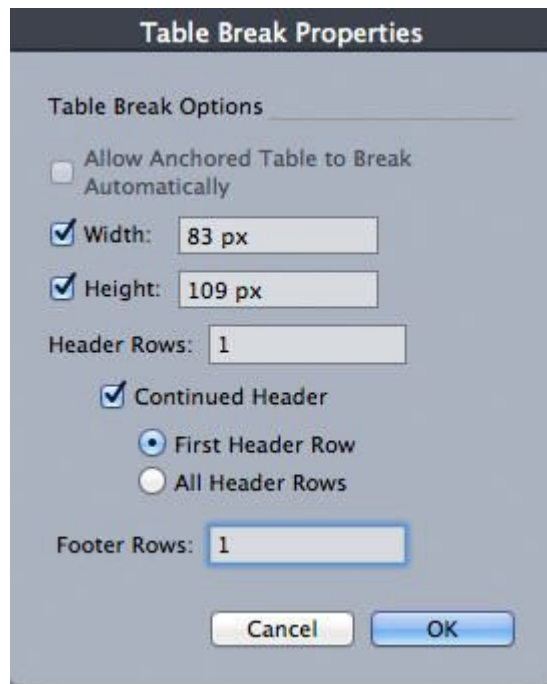 Table Break Properties
Table Break Options
Allow Anchored Table to Break
Automatically
Width: 83 px
Height: 109 px
Header Rows: 1
Continued Header
First Header Row
All Header Rows
Footer Rows: 1
Cancel OK